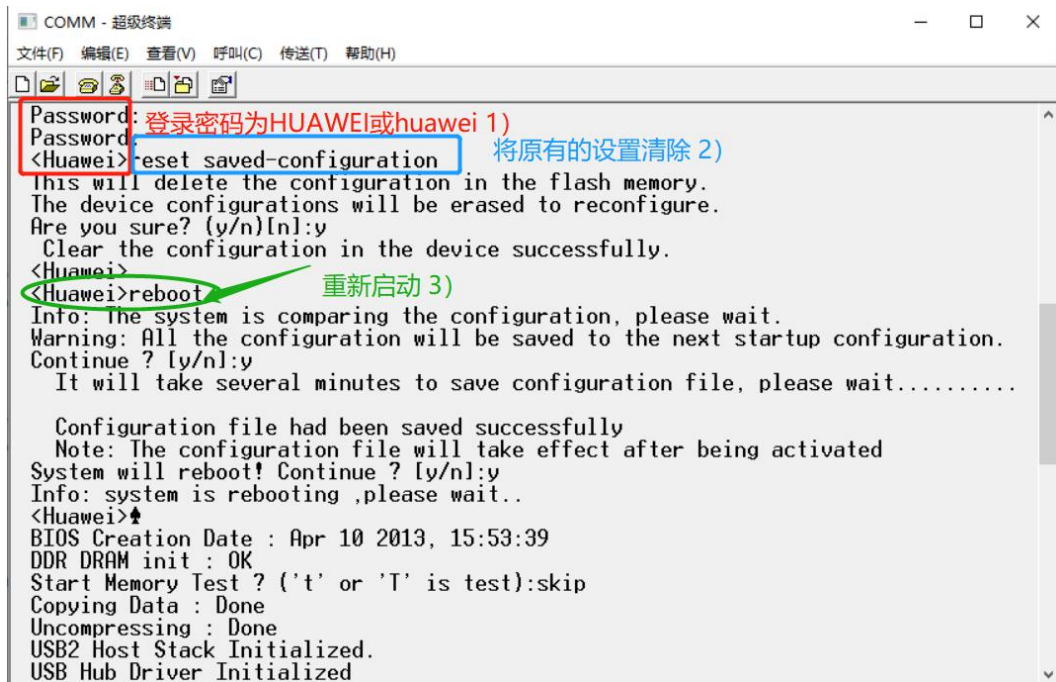 COMM - 超级终端
文件(F) 编辑(E) 查看(V) 呼叫(C) 传送(T) 帮助(H)
Password: 登录密码为HUAWEI或huawei 1)
Password:
<Huawei>reset saved-configuration 将原有的设置清除 2)
This will delete the configuration in the flash memory.
The device configurations will be erased to reconfigure.
Are you sure? (y/n)[n]:y
Clear the configuration in the device successfully.
<Huawei>
<Huawei>reboot 重新启动 3)
Info: The system is comparing the configuration, please wait.
Warning: All the configuration will be saved to the next startup configuration.
Continue ? [y/n]:y
It will take several minutes to save configuration file, please wait..........
Configuration file had been saved successfully
Note: The configuration file will take effect after being activated
System will reboot! Continue ? [y/n]:y
Info: system is rebooting ,please wait..
<Huawei>♠
BIOS Creation Date : Apr 10 2013, 15:53:39
DDR DRAM init : OK
Start Memory Test ? ('t' or 'T' is test):skip
Copying Data : Done
Uncompressing : Done
USB2 Host Stack Initialized.
USB Hub Driver Initialized